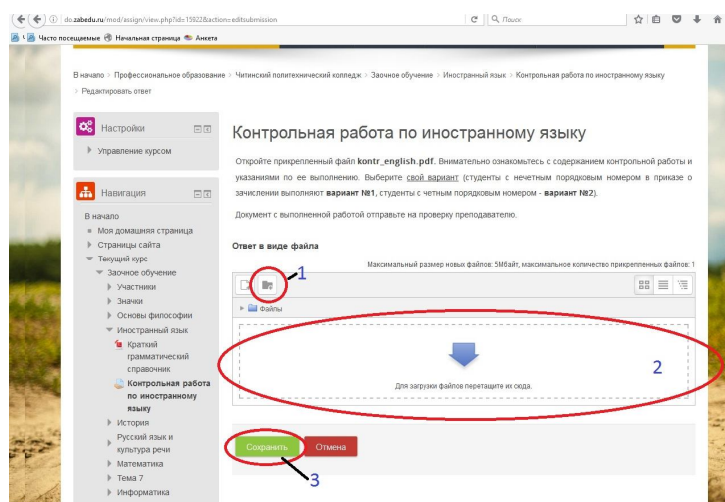 do.zabedu.ru/mod/assign/view.php?id=15922&action=editsubmission
Поиск
Часто посещаемые Начальная страница Анкета
В начало > Профессиональное образование > Читинский политехнический колледж > Заочное обучение > Иностранный язык > Контрольная работа по иностранному языку
> Редактировать ответ
Настройки
Управление курсом
Навигация
В начало
Моя домашняя страница
Страницы сайта
Текущий курс
Заочное обучение
Участники
Значки
Основы философии
Иностранный язык
Краткий
грамматический
справочник
Контрольная работа
по иностранному
языку
История
Русский язык и
культура речи
Математика
Тема 7
Информатика
Контрольная работа по иностранному языку
Откройте прикрепленный файл kontr_english.pdf. Внимательно ознакомьтесь с содержанием контрольной работы и
указаниями по ее выполнению. Выберите свой вариант (студенты с нечетным порядковым номером в приказе о
зачислении выполняют вариант №1, студенты с четным порядковым номером - вариант №2).
Документ с выполненной работой отправьте на проверку преподавателю.
Ответ в виде файла
Максимальный размер новых файлов: 5Мбайт, максимальное количество прикрепленных файлов: 1
1
Файлы
2
Для загрузки файлов перетащите их сюда.
Сохранить Отмена
3